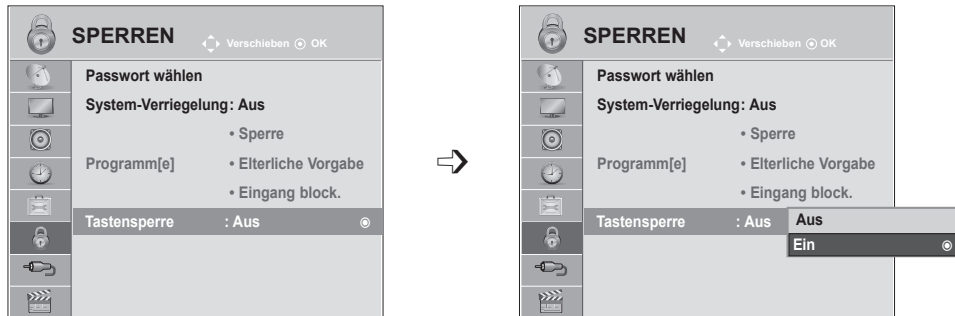 SPERREN
Verschieben OK
Passwort wählen
System-Verriegelung: Aus
• Sperre
Programm[e] • Elterliche Vorgabe
• Eingang block.
Tastensperre : Aus
SPERREN
Verschieben OK
Passwort wählen
System-Verriegelung: Aus
• Sperre
Programm[e] • Elterliche Vorgabe
• Eingang block.
Tastensperre : Aus
Aus
Ein